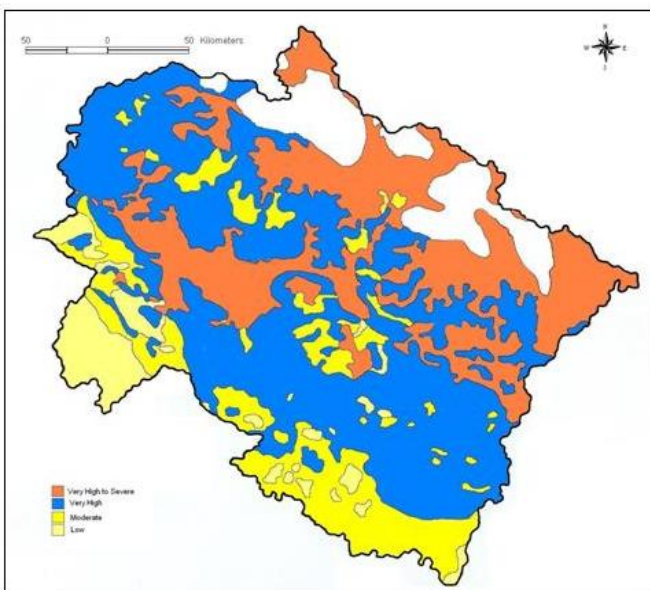 50 0 50 Kilometers
N
W E
S
Very High to Severe
Very High
Moderate
Low